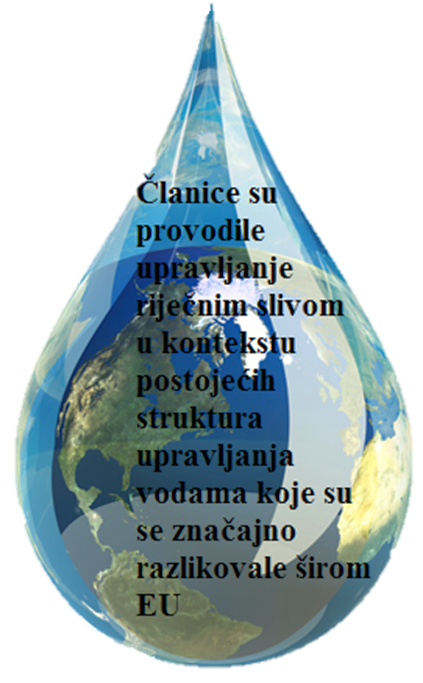 Članice su
provodile
upravljanje
riječnim slivom
u kontekstu
postojećih
struktura
upravljanja
vodama koje su
se značajno
razlikovale širom
EU